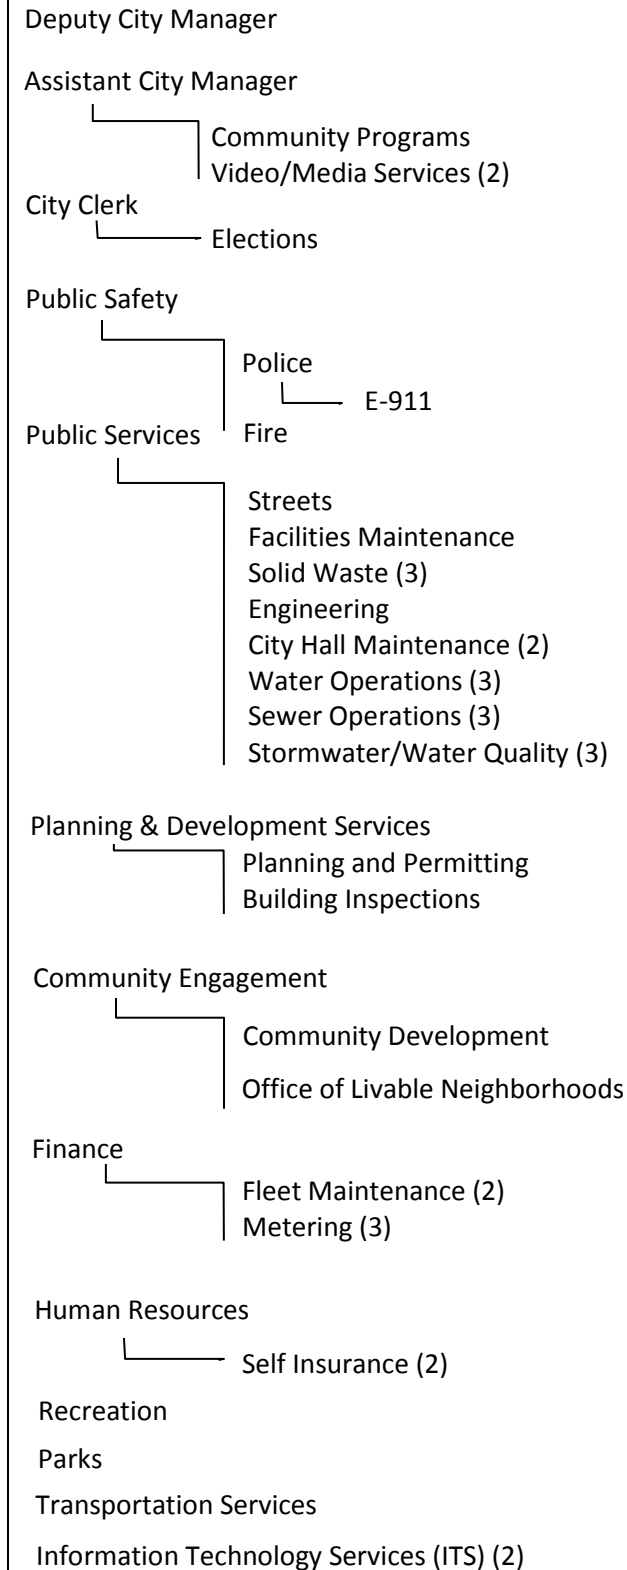 Deputy City Manager
Assistant City Manager
Community Programs
Video/Media Services (2)
City Clerk
Elections
Public Safety
Police
E-911
Fire
Public Services
Streets
Facilities Maintenance
Solid Waste (3)
Engineering
City Hall Maintenance (2)
Water Operations (3)
Sewer Operations (3)
Stormwater/Water Quality (3)
Planning & Development Services
Planning and Permitting
Building Inspections
Community Engagement
Community Development
Office of Livable Neighborhoods
Finance
Fleet Maintenance (2)
Metering (3)
Human Resources
Self Insurance (2)
Recreation
Parks
Transportation Services
Information Technology Services (ITS) (2)